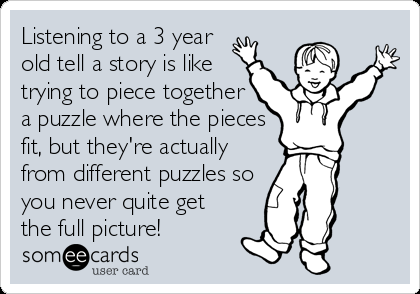 Listening to a 3 year
old tell a story is like
trying to piece together
a puzzle where the pieces
fit, but they're actually
from different puzzles so
you never quite get
the full picture!
someecards
user card